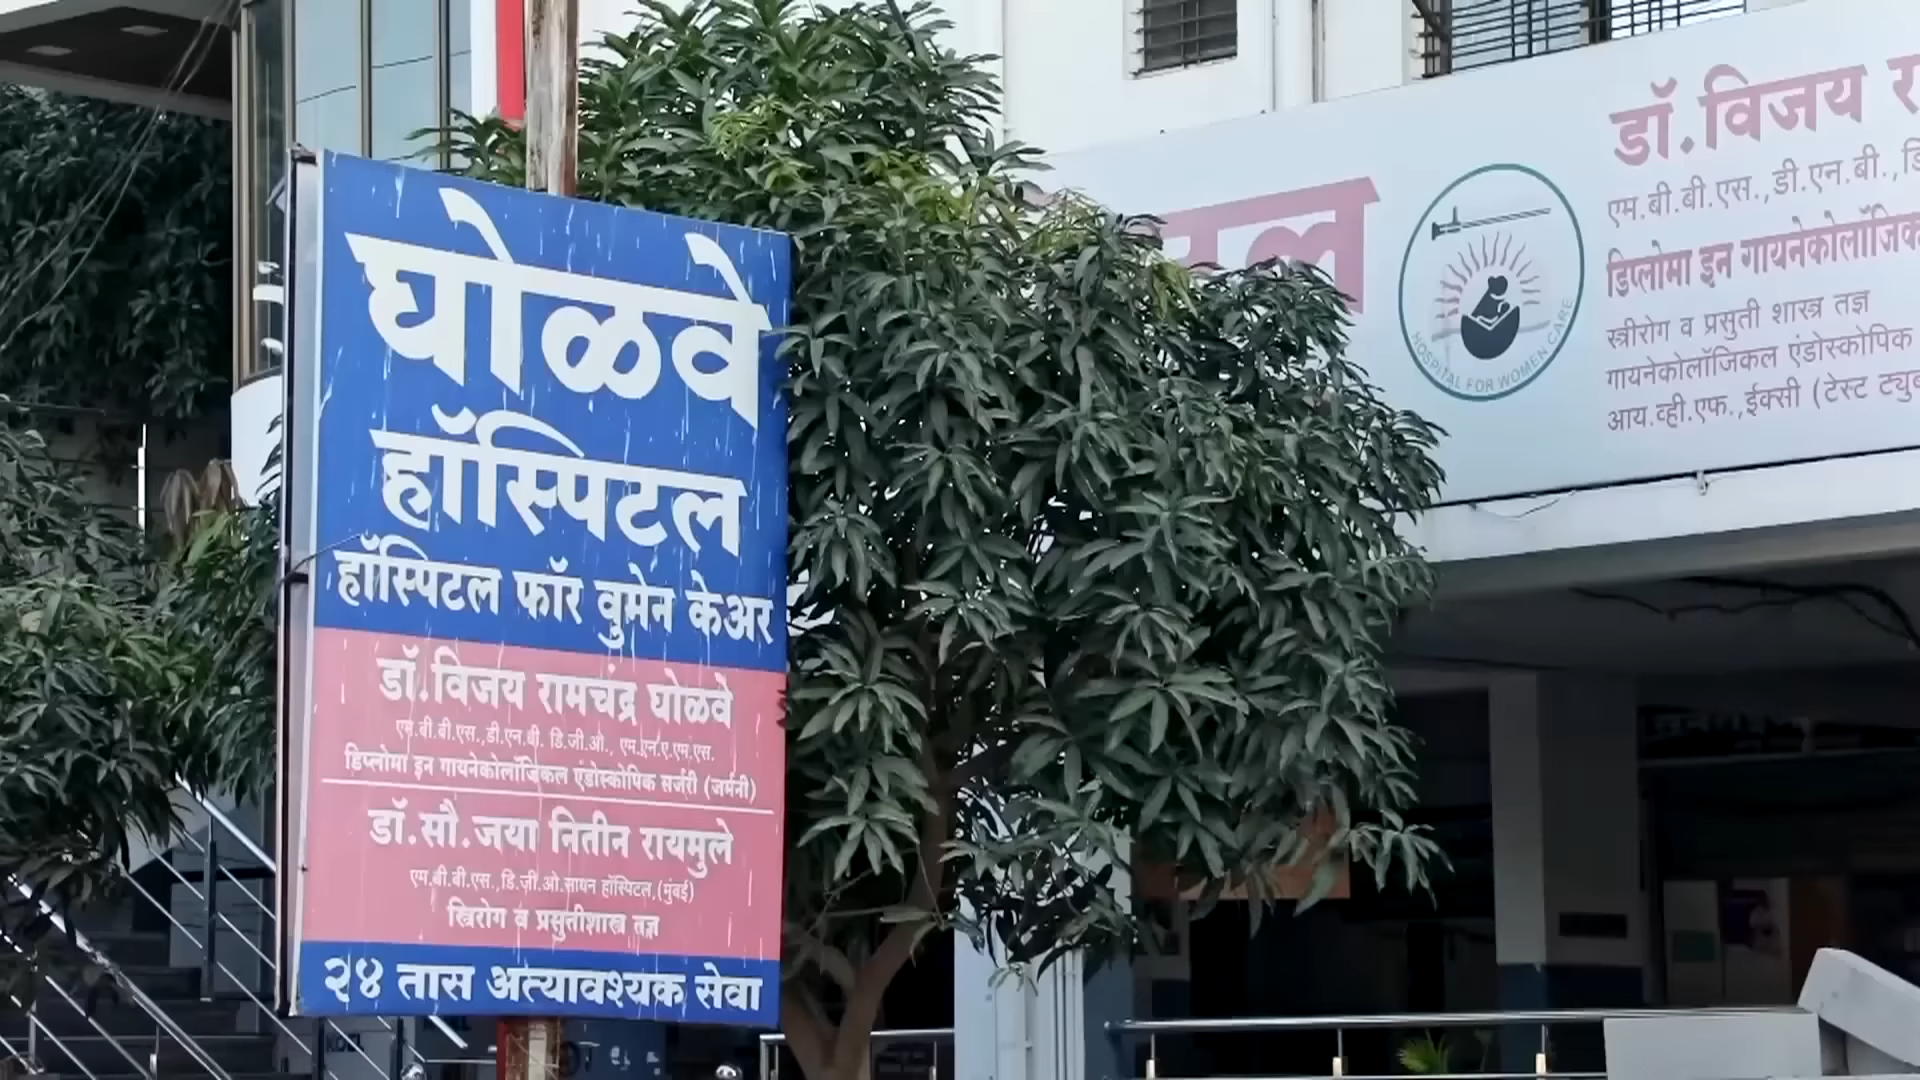 घोळवे
हॉस्पिटल
हॉस्पिटल फॉर वुमेन केअर
डॉ.विजय रामचंद्र घोळवे
एम.बी.बी.एस.,डी.एन.बी. डि.जी.ओ., एम.एन.ए.एम.एस.
डिप्लोमा इन गायनेकोलॉजिकल एंडोस्कोपिक सर्जरी (जर्मनी)
डॉ.सौ.जया नितीन रायमुले
एम.बी.बी.एस.,डि.जी.ओ.सायन हॉस्पिटल,(मुंबई)
स्त्रिरोग व प्रसुतीशास्त्र तज्ञ
२४ तास अत्यावश्यक सेवा
टल
HOSPITAL FOR WOMEN CARE
डॉ.विजय
एम.बी.बी.एस.,डी.एन.बी.,
डिप्लोमा इन गायनेकोलॉजिक
स्त्रीरोग व प्रसुती शास्त्र तज्ञ
गायनेकोलॉजिकल एंडोस्कोपिक
आय.व्ही.एफ.,ईक्सी (टेस्ट ट्युब